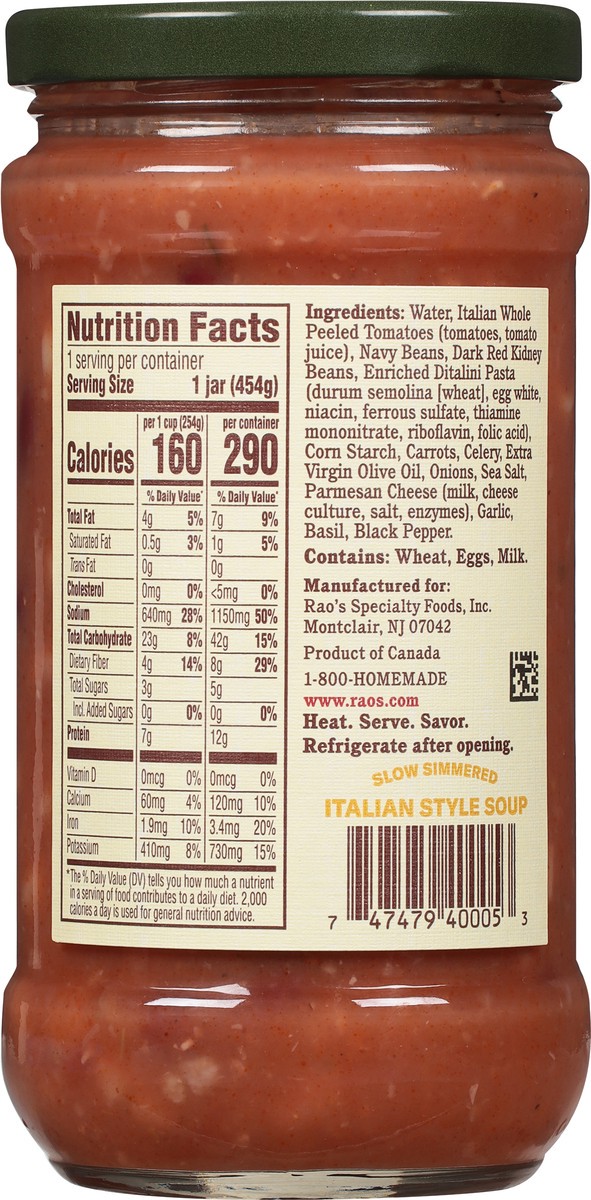 Nutrition Facts
1 serving per container
Serving Size 1 jar (454g)
per 1 cup (254g) per container
Calories 160 290
% Daily Value* % Daily Value*
Total Fat 4g 5% 7g 9%
Saturated Fat 0.5g 3% 1g 5%
Trans Fat 0g 0g
Cholesterol 0mg 0% <5mg 0%
Sodium 640mg 28% 1150mg 50%
Total Carbohydrate 23g 8% 42g 15%
Dietary Fiber 4g 14% 8g 29%
Total Sugars 3g 5g
Incl. Added Sugars 0g 0% 0g 0%
Protein 7g 12g
Vitamin D 0mcg 0% 0mcg 0%
Calcium 60mg 4% 120mg 10%
Iron 1.9mg 10% 3.4mg 20%
Potassium 410mg 8% 730mg 15%
*The % Daily Value (DV) tells you how much a nutrient
in a serving of food contributes to a daily diet. 2,000
calories a day is used for general nutrition advice.
Ingredients: Water, Italian Whole
Peeled Tomatoes (tomatoes, tomato
juice), Navy Beans, Dark Red Kidney
Beans, Enriched Ditalini Pasta
(durum semolina [wheat], egg white,
niacin, ferrous sulfate, thiamine
mononitrate, riboflavin, folic acid),
Corn Starch, Carrots, Celery, Extra
Virgin Olive Oil, Onions, Sea Salt,
Parmesan Cheese (milk, cheese
culture, salt, enzymes), Garlic,
Basil, Black Pepper.
Contains: Wheat, Eggs, Milk.
Manufactured for:
Rao's Specialty Foods, Inc.
Montclair, NJ 07042
Product of Canada
1-800-HOMEMADE
www.raos.com
Heat. Serve. Savor.
Refrigerate after opening.
SLOW SIMMERED
ITALIAN STYLE SOUP
7 47479 40005 3